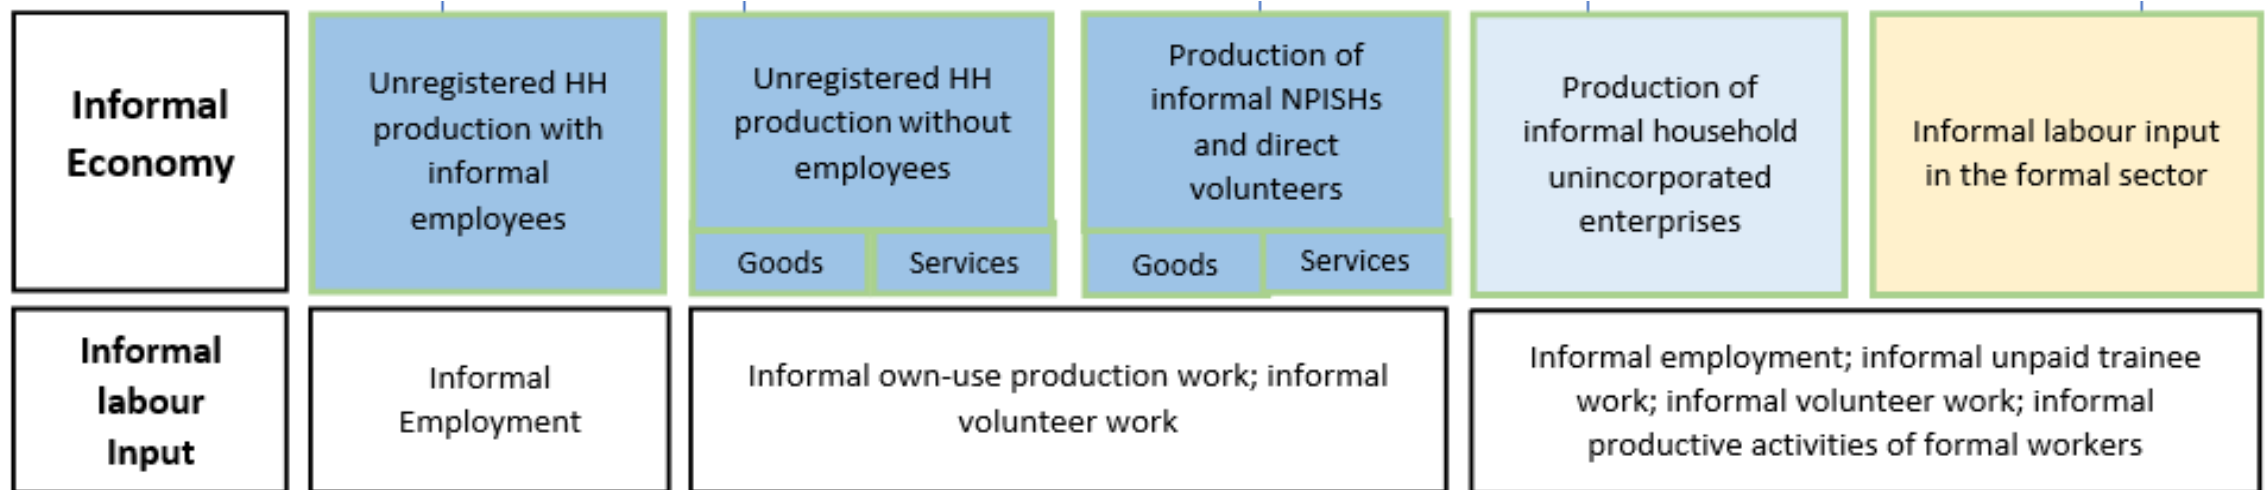 Informal
Economy
Unregistered HH
production with
informal
employees
Unregistered HH
production without
employees
Goods
Services
Production of
informal NPISHs
and direct
volunteers
Goods
Services
Production of
informal household
unincorporated
enterprises
Informal labour input
in the formal sector
Informal
labour
Input
Informal
Employment
Informal own-use production work; informal
volunteer work
Informal employment; informal unpaid trainee
work; informal volunteer work; informal
productive activities of formal workers